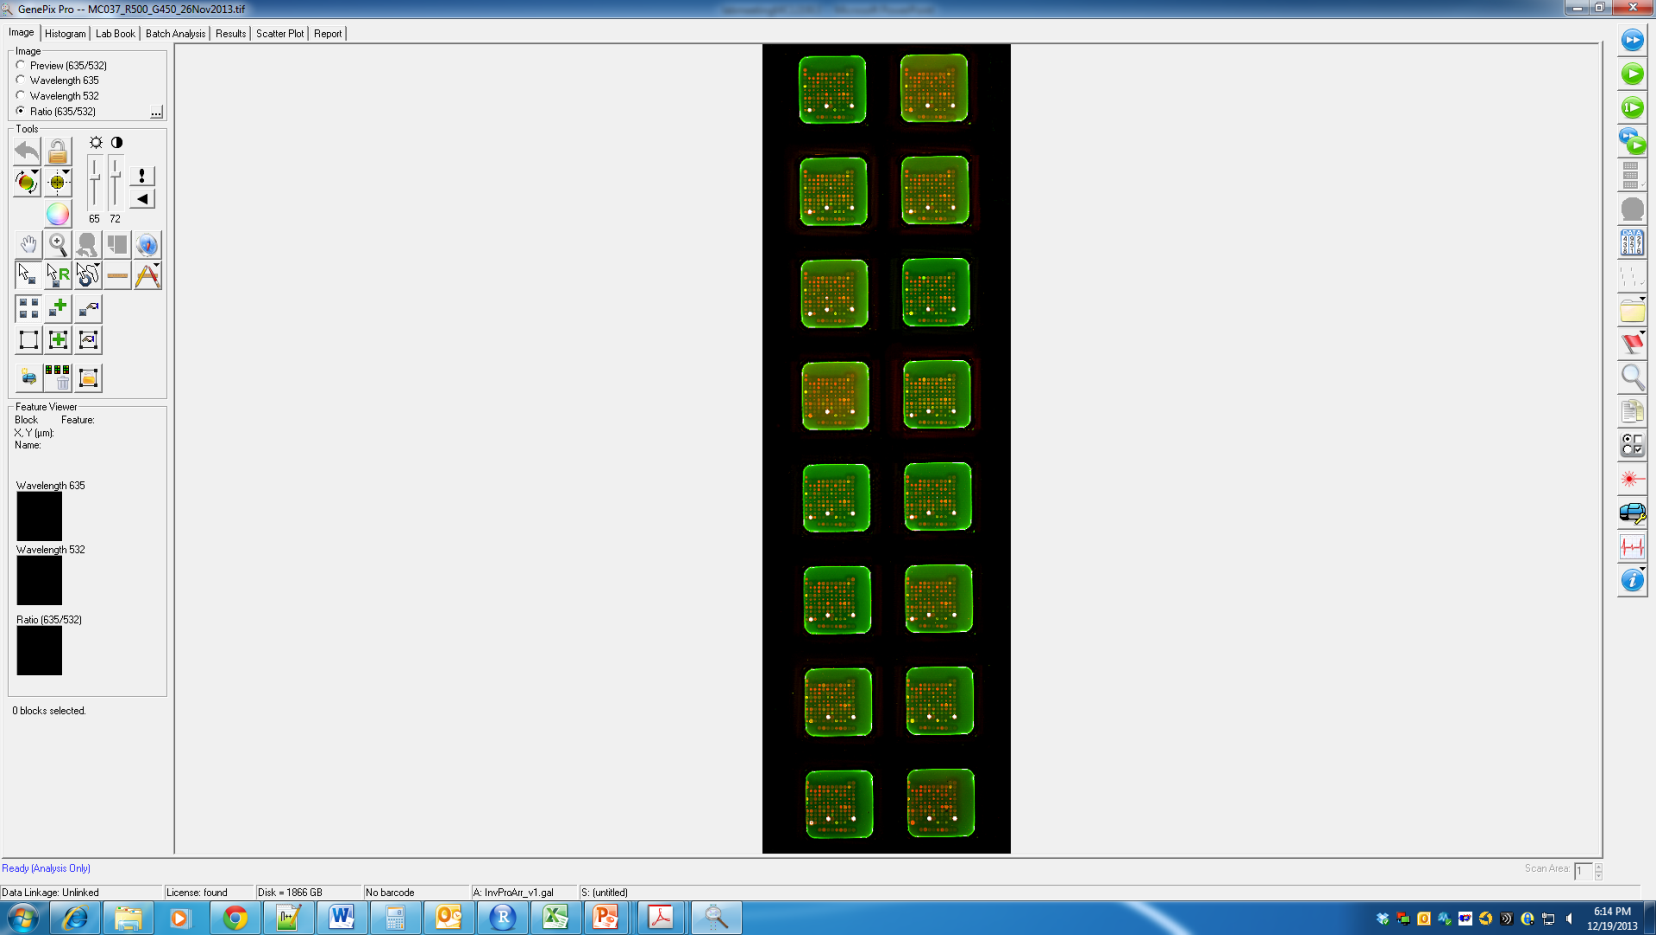 GenePix Pro -- MC037_R500_G450_26Nov2013.tif
Image Histogram Lab Book Batch Analysis Results Scatter Plot Report
Image
Preview (635/532)
Wavelength 635
Wavelength 532
Ratio (635/532)
...
Tools
65 72
Feature Viewer
Block Feature:
X, Y (µm):
Name:
Wavelength 635
Wavelength 532
Ratio (635/532)
0 blocks selected.
Ready (Analysis Only)
Scan Area: 1
Data Linkage: Unlinked License: found Disk = 1866 GB No barcode A: InvProArr_v1.gal S: (untitled)
6:14 PM
12/19/2013